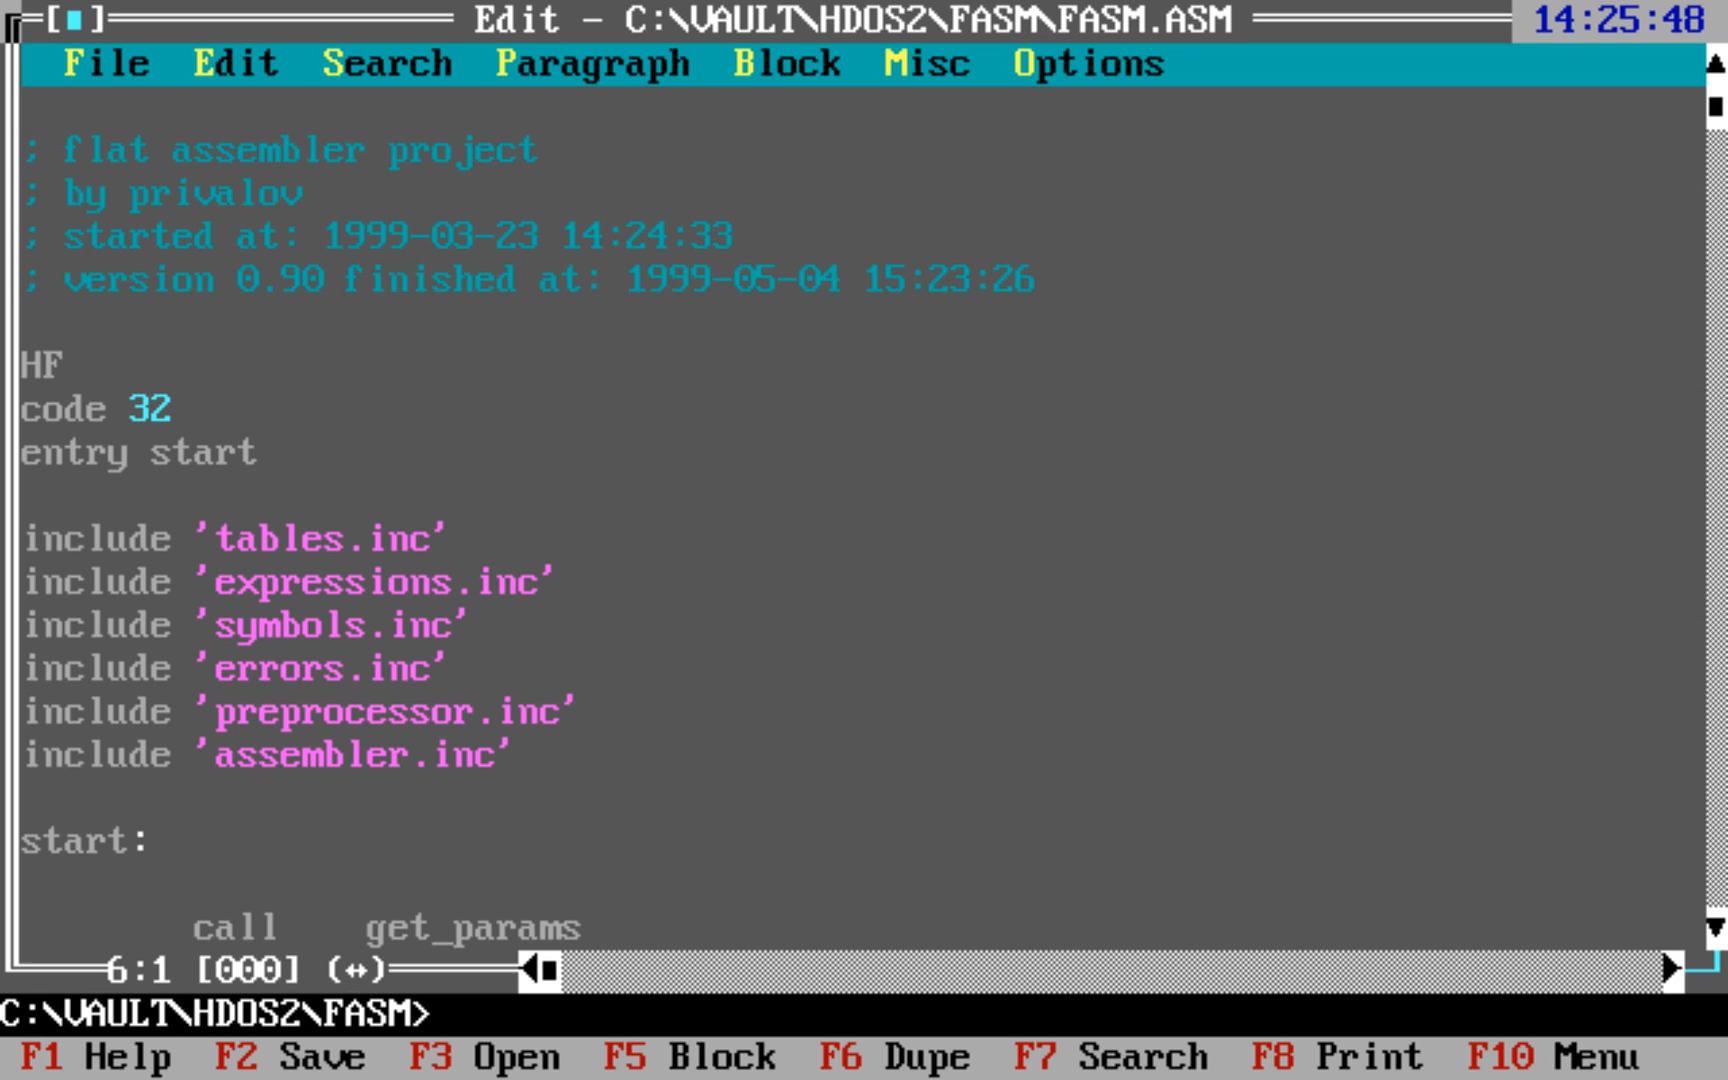 [■] Edit - C:\VAULT\HDOS2\FASM\FASM.ASM 14:25:48
File Edit Search Paragraph Block Misc Options
; flat assembler project
; by privalov
; started at: 1999-03-23 14:24:33
; version 0.90 finished at: 1999-05-04 15:23:26
HF
code 32
entry start
include 'tables.inc'
include 'expressions.inc'
include 'symbols.inc'
include 'errors.inc'
include 'preprocessor.inc'
include 'assembler.inc'
start:
call get_params
6:1 [000] (↔)
C:\VAULT\HDOS2\FASM>
F1 Help F2 Save F3 Open F5 Block F6 Dupe F7 Search F8 Print F10 Menu